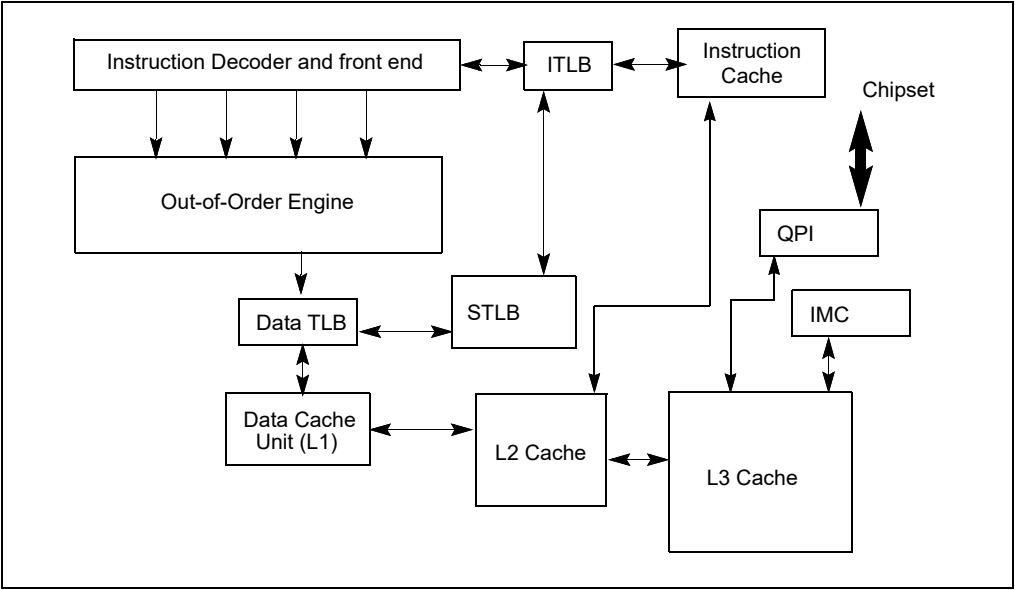 Instruction Decoder and front end
ITLB
Instruction
Cache
Chipset
Out-of-Order Engine
QPI
STLB
IMC
Data TLB
Data Cache
Unit (L1)
L2 Cache
L3 Cache